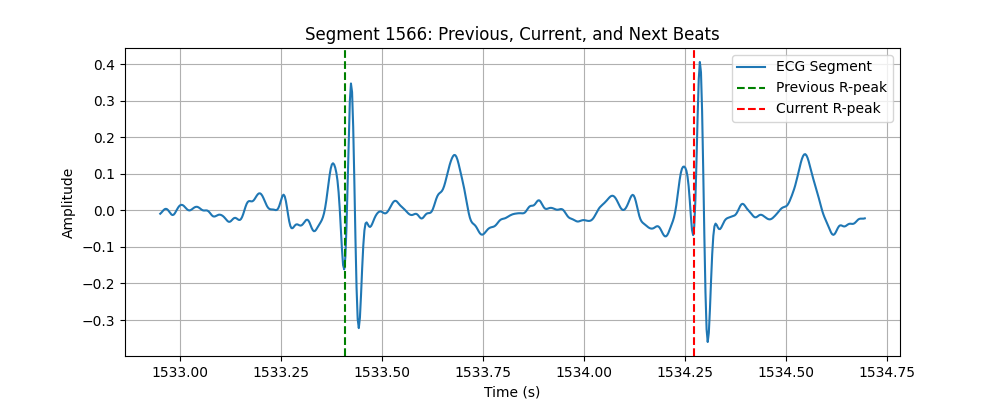 Segment 1566: Previous, Current, and Next Beats
ECG Segment
Previous R-peak
Current R-peak
Amplitude
0.4
0.3
0.2
0.1
0.0
−0.1
−0.2
−0.3
1533.00 1533.25 1533.50 1533.75 1534.00 1534.25 1534.50 1534.75
Time (s)